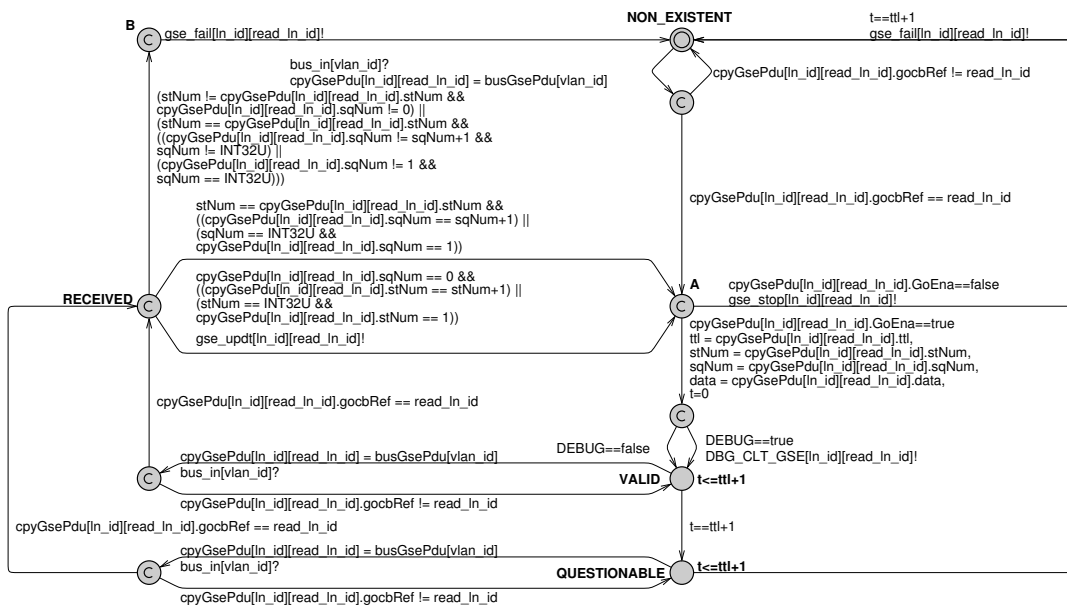 B
gse_fail[ln_id][read_ln_id]!
NON_EXISTENT
t==ttl+1
gse_fail[ln_id][read_ln_id]!
C
bus_in[vlan_id]?
cpyGsePdu[ln_id][read_ln_id] = busGsePdu[vlan_id]
cpyGsePdu[ln_id][read_ln_id].gocbRef != read_ln_id
C
(stNum != cpyGsePdu[ln_id][read_ln_id].stNum &&
cpyGsePdu[ln_id][read_ln_id].sqNum != 0) ||
(stNum == cpyGsePdu[ln_id][read_ln_id].stNum &&
((cpyGsePdu[ln_id][read_ln_id].sqNum != sqNum+1 &&
sqNum != INT32U) ||
(cpyGsePdu[ln_id][read_ln_id].sqNum != 1 &&
sqNum == INT32U)))
cpyGsePdu[ln_id][read_ln_id].gocbRef == read_ln_id
stNum == cpyGsePdu[ln_id][read_ln_id].stNum &&
((cpyGsePdu[ln_id][read_ln_id].sqNum == sqNum+1) ||
(sqNum == INT32U &&
cpyGsePdu[ln_id][read_ln_id].sqNum == 1))
cpyGsePdu[ln_id][read_ln_id].sqNum == 0 &&
((cpyGsePdu[ln_id][read_ln_id].stNum == stNum+1) ||
(stNum == INT32U &&
cpyGsePdu[ln_id][read_ln_id].stNum == 1))
gse_updt[ln_id][read_ln_id]!
RECEIVED
C
A
C
cpyGsePdu[ln_id][read_ln_id].GoEna==false
gse_stop[ln_id][read_ln_id]!
cpyGsePdu[ln_id][read_ln_id].GoEna==true
ttl = cpyGsePdu[ln_id][read_ln_id].ttl,
stNum = cpyGsePdu[ln_id][read_ln_id].stNum,
sqNum = cpyGsePdu[ln_id][read_ln_id].sqNum,
data = cpyGsePdu[ln_id][read_ln_id].data,
t=0
cpyGsePdu[ln_id][read_ln_id].gocbRef == read_ln_id
C
DEBUG==false
DEBUG==true
DBG_CLT_GSE[ln_id][read_ln_id]!
cpyGsePdu[ln_id][read_ln_id] = busGsePdu[vlan_id]
bus_in[vlan_id]?
C
VALID
t<=ttl+1
cpyGsePdu[ln_id][read_ln_id].gocbRef != read_ln_id
cpyGsePdu[ln_id][read_ln_id].gocbRef == read_ln_id
t==ttl+1
cpyGsePdu[ln_id][read_ln_id] = busGsePdu[vlan_id]
bus_in[vlan_id]?
C
QUESTIONABLE
t<=ttl+1
cpyGsePdu[ln_id][read_ln_id].gocbRef != read_ln_id